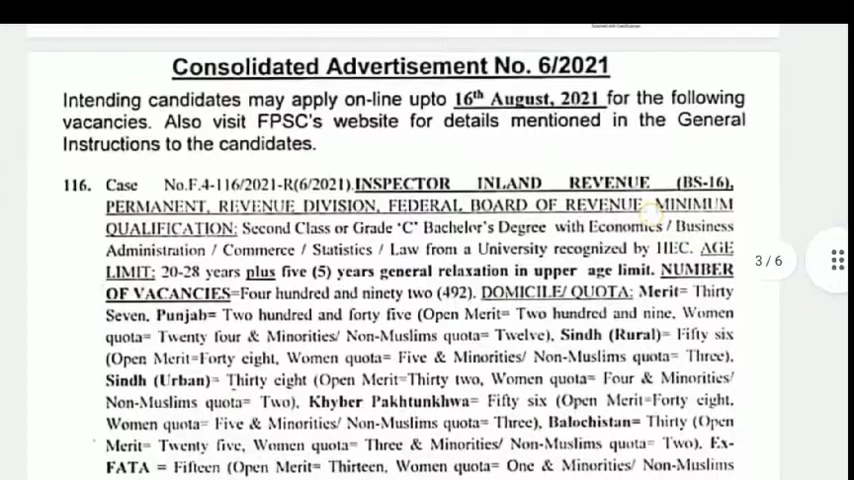 Consolidated Advertisement No. 6/2021
Intending candidates may apply on-line upto 16th August, 2021 for the following
vacancies. Also visit FPSC's website for details mentioned in the General
Instructions to the candidates.
116. Case No.F.4-116/2021-R(6/2021).INSPECTOR INLAND REVENUE (BS-16),
PERMANENT, REVENUE DIVISION, FEDERAL BOARD OF REVENUE MINIMUM
QUALIFICATION: Second Class or Grade 'C' Bachelor's Degree with Economics / Business
Administration / Commerce / Statistics / Law from a University recognized by HEC. AGE
LIMIT: 20-28 years plus five (5) years general relaxation in upper age limit. NUMBER
OF VACANCIES=Four hundred and ninety two (492). DOMICILE/ QUOTA: Merit= Thirty
Seven, Punjab= Two hundred and forty five (Open Merit= Two hundred and nine, Women
quota= Twenty four & Minorities/ Non-Muslims quota= Twelve), Sindh (Rural)= Fifty six
(Open Merit=Forty eight, Women quota= Five & Minorities/ Non-Muslims quota= Three),
Sindh (Urban)= Thirty eight (Open Merit=Thirty two, Women quota= Four & Minorities/
Non-Muslims quota= Two), Khyber Pakhtunkhwa= Fifty six (Open Merit=Forty eight,
Women quota= Five & Minorities/ Non-Muslims quota= Three), Balochistan= Thirty (Open
Merit= Twenty five, Women quota= Three & Minorities/ Non-Muslims quota= Two). Ex-
FATA = Fifteen (Open Merit= Thirteen, Women quota= One & Minorities/ Non-Muslims
3/6